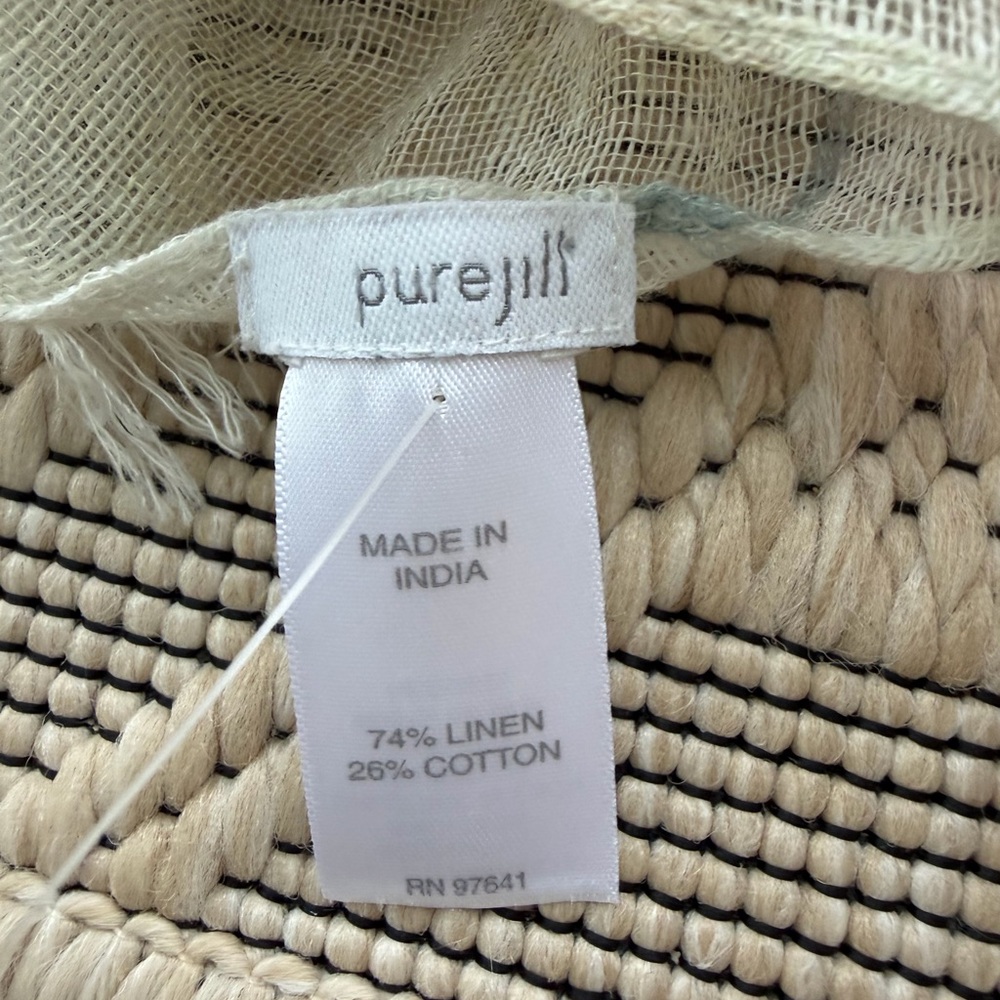 purejill
MADE IN
INDIA
74% LINEN
26% COTTON
RN 97641